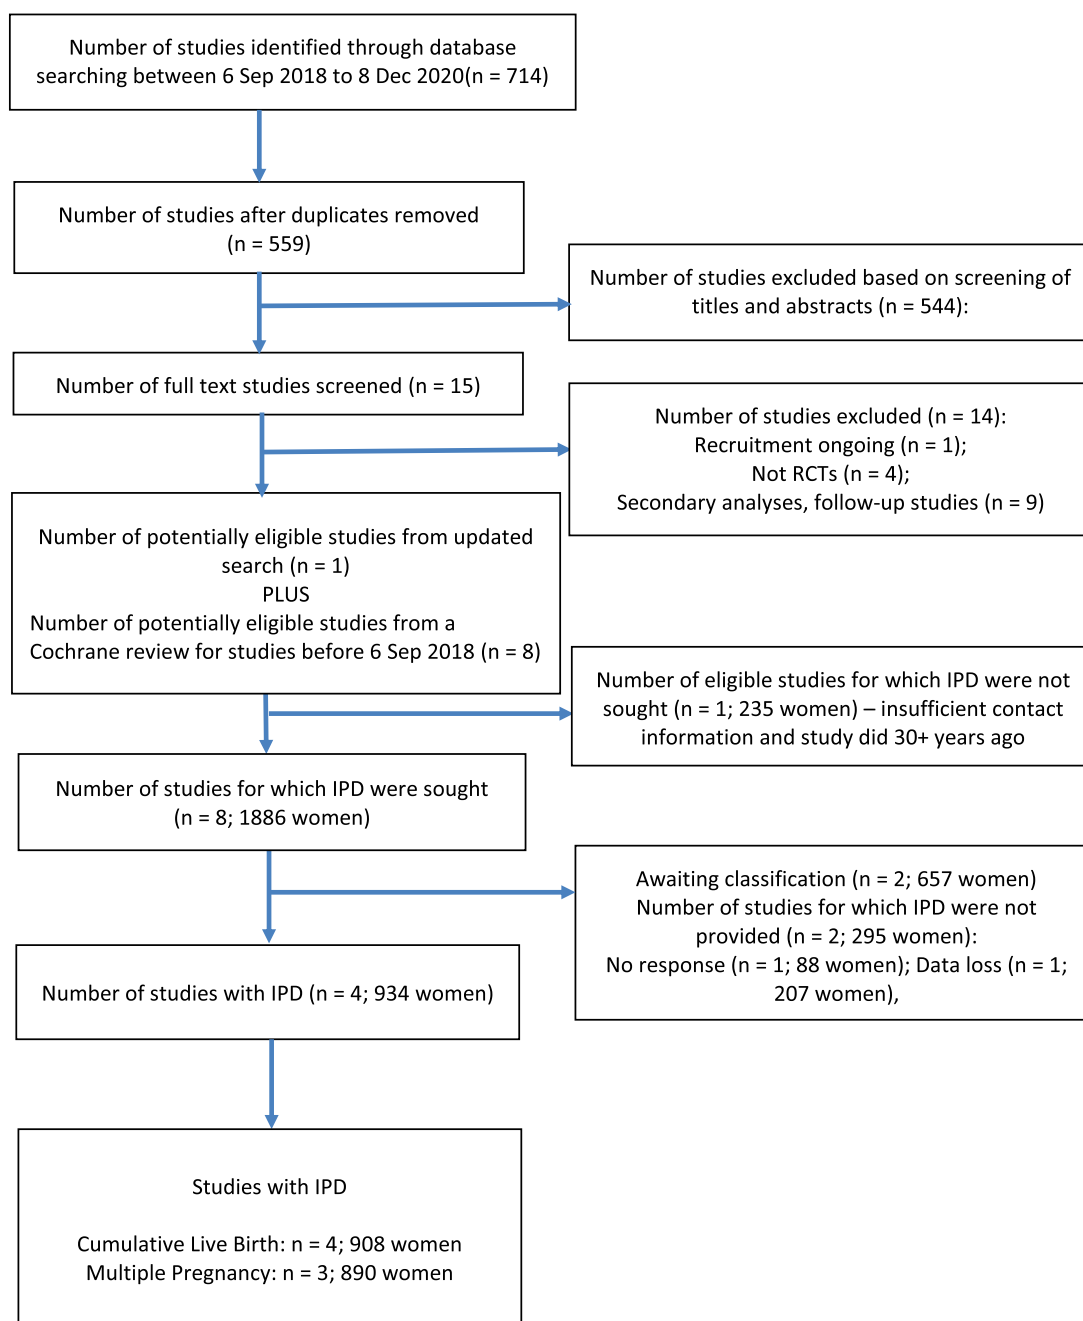 Number of studies identified through database
searching between 6 Sep 2018 to 8 Dec 2020(n = 714)
Number of studies after duplicates removed
(n = 559)
Number of studies excluded based on screening of
titles and abstracts (n = 544):
Number of full text studies screened (n = 15)
Number of studies excluded (n = 14):
Recruitment ongoing (n = 1);
Not RCTs (n = 4);
Secondary analyses, follow-up studies (n = 9)
Number of potentially eligible studies from updated
search (n = 1)
PLUS
Number of potentially eligible studies from a
Cochrane review for studies before 6 Sep 2018 (n = 8)
Number of eligible studies for which IPD were not
sought (n = 1; 235 women) – insufficient contact
information and study did 30+ years ago
Number of studies for which IPD were sought
(n = 8; 1886 women)
Awaiting classification (n = 2; 657 women)
Number of studies for which IPD were not
provided (n = 2; 295 women):
No response (n = 1; 88 women); Data loss (n = 1;
207 women),
Number of studies with IPD (n = 4; 934 women)
Studies with IPD
Cumulative Live Birth: n = 4; 908 women
Multiple Pregnancy: n = 3; 890 women